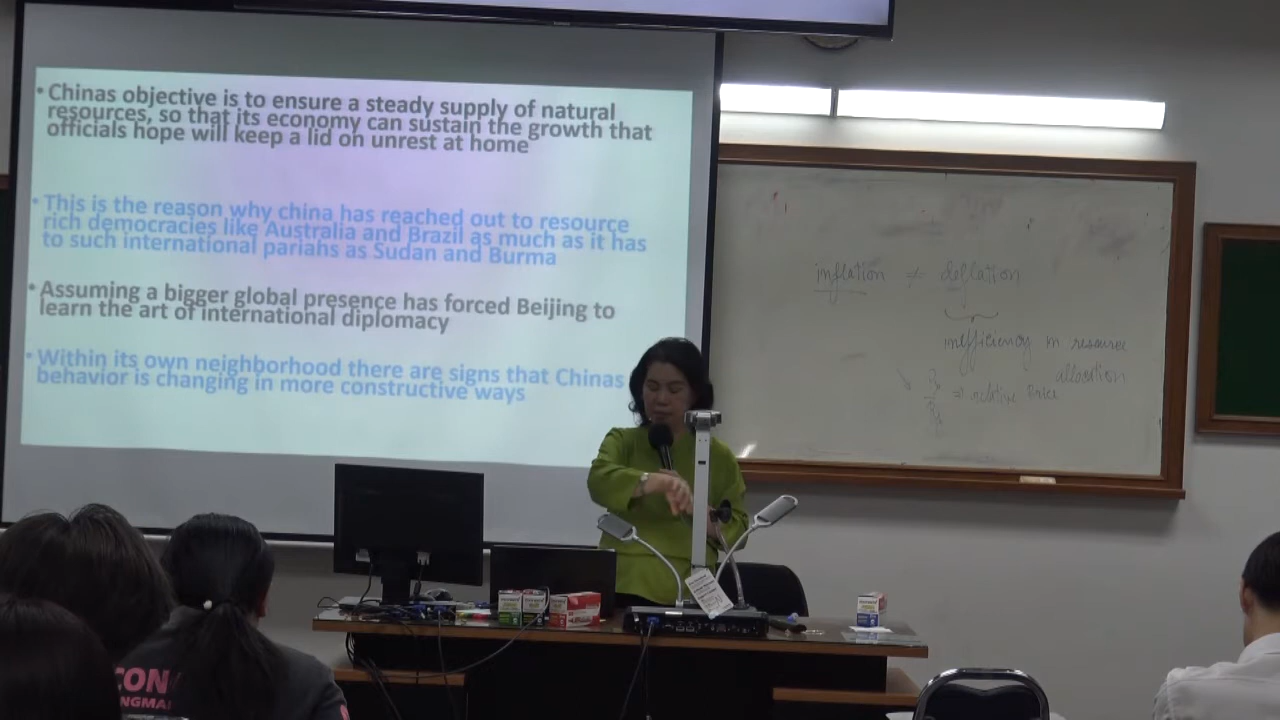 • Chinas objective is to ensure a steady supply of natural
resources, so that its economy can sustain the growth that
officials hope will keep a lid on unrest at home
• This is the reason why china has reached out to resource
rich democracies like Australia and Brazil as much as it has
to such international pariahs as Sudan and Burma
• Assuming a bigger global presence has forced Beijing to
learn the art of international diplomacy
• Within its own neighborhood there are signs that Chinas
behavior is changing in more constructive ways
inflation ≠ deflation
inefficiency in resource
allocation
⇒ relative Price
CON
NGMAI